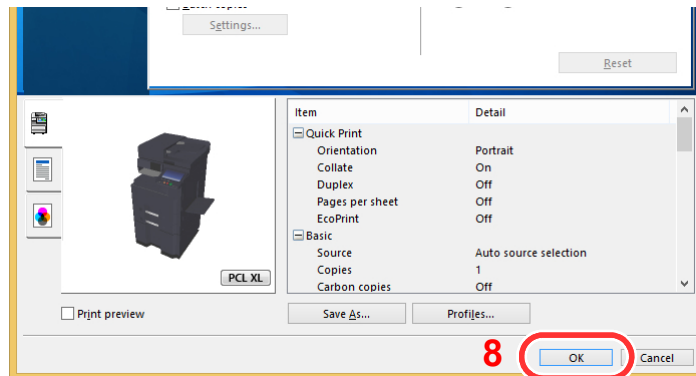 Settings...
Reset
Item Detail
Quick Print
Orientation Portrait
Collate On
Duplex Off
Pages per sheet Off
EcoPrint Off
Basic
Source Auto source selection
Copies 1
Carbon copies Off
PCL XL
Print preview Save As... Profiles...
8 OK Cancel